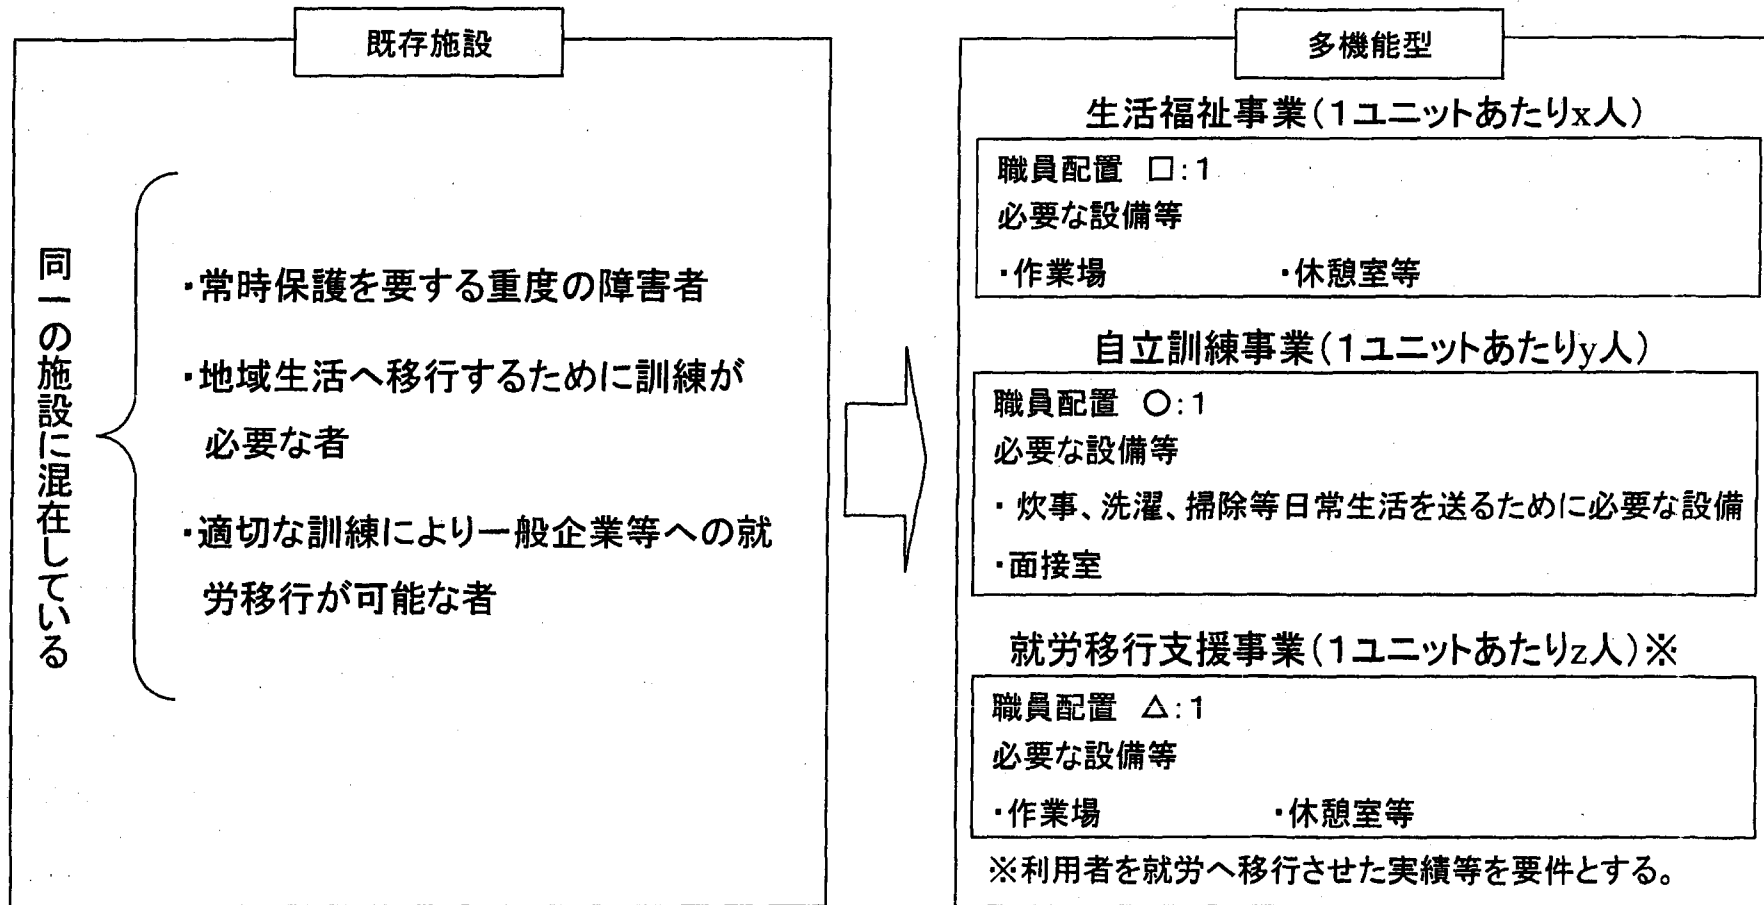 既存施設
同一の施設に混在している
・常時保護を要する重度の障害者
・地域生活へ移行するために訓練が
必要な者
・適切な訓練により一般企業等への就
労移行が可能な者
多機能型
生活福祉事業(1ユニットあたりx人)
職員配置 □:1
必要な設備等
・作業場 ・休憩室等
自立訓練事業(1ユニットあたりy人)
職員配置 ○:1
必要な設備等
・炊事、洗濯、掃除等日常生活を送るために必要な設備
・面接室
就労移行支援事業(1ユニットあたりz人)※
職員配置 △:1
必要な設備等
・作業場 ・休憩室等
※利用者を就労へ移行させた実績等を要件とする。